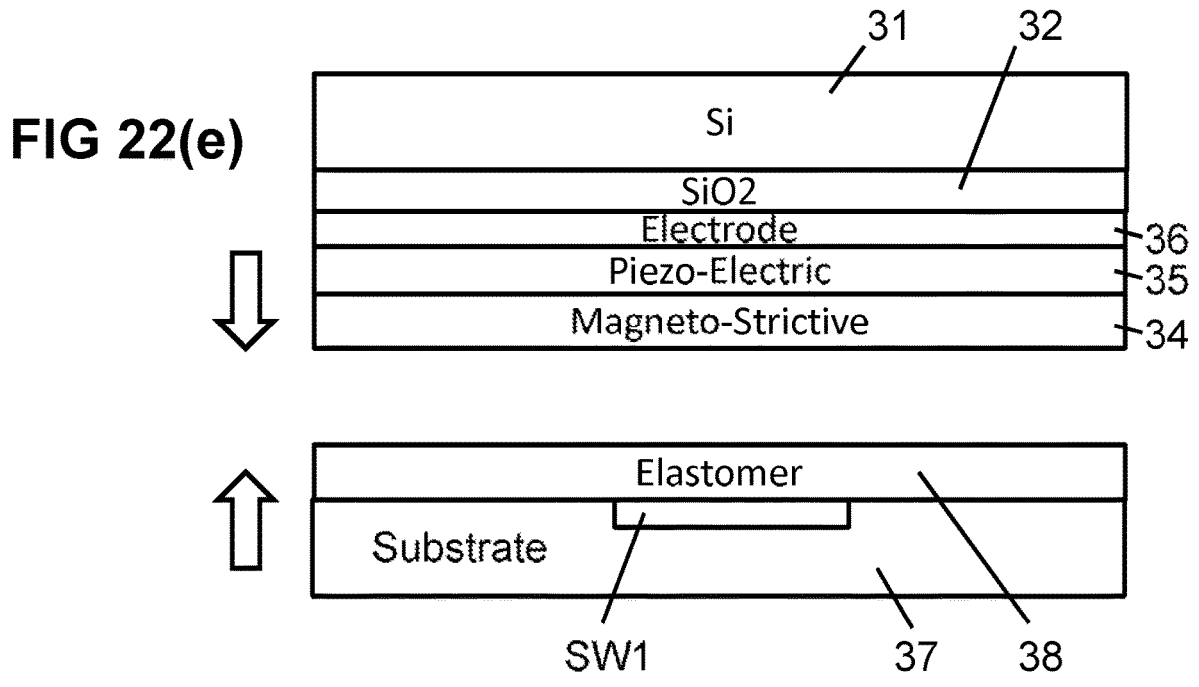 31
32
FIG 22(e)
Si
SiO2
Electrode
36
Piezo-Electric
35
Magneto-Strictive
34
Elastomer
Substrate
SW1
37
38